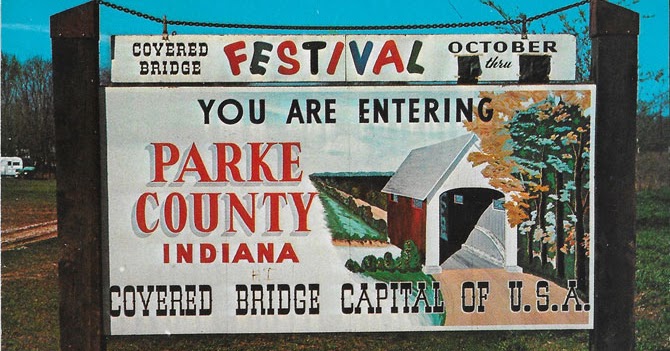 COVERED BRIDGE FESTIVAL OCTOBER thru
YOU ARE ENTERING
PARKE
COUNTY
INDIANA
COVERED BRIDGE CAPITAL OF U.S.A.